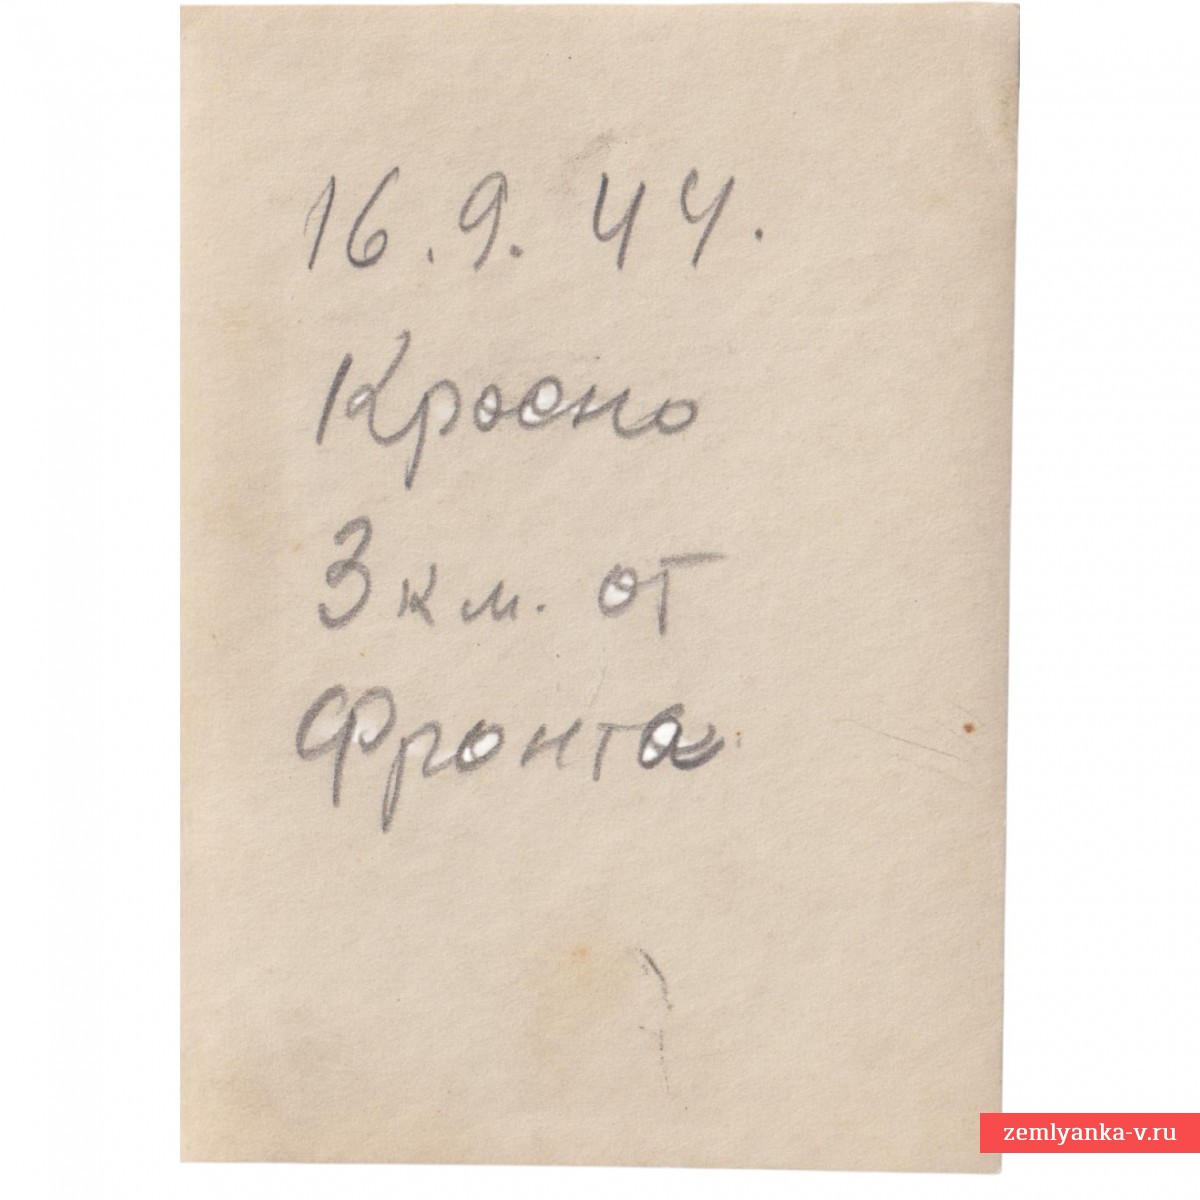 16.9.44.
Кросно
3 км. от
Фронта
zemlyanka-v.ru